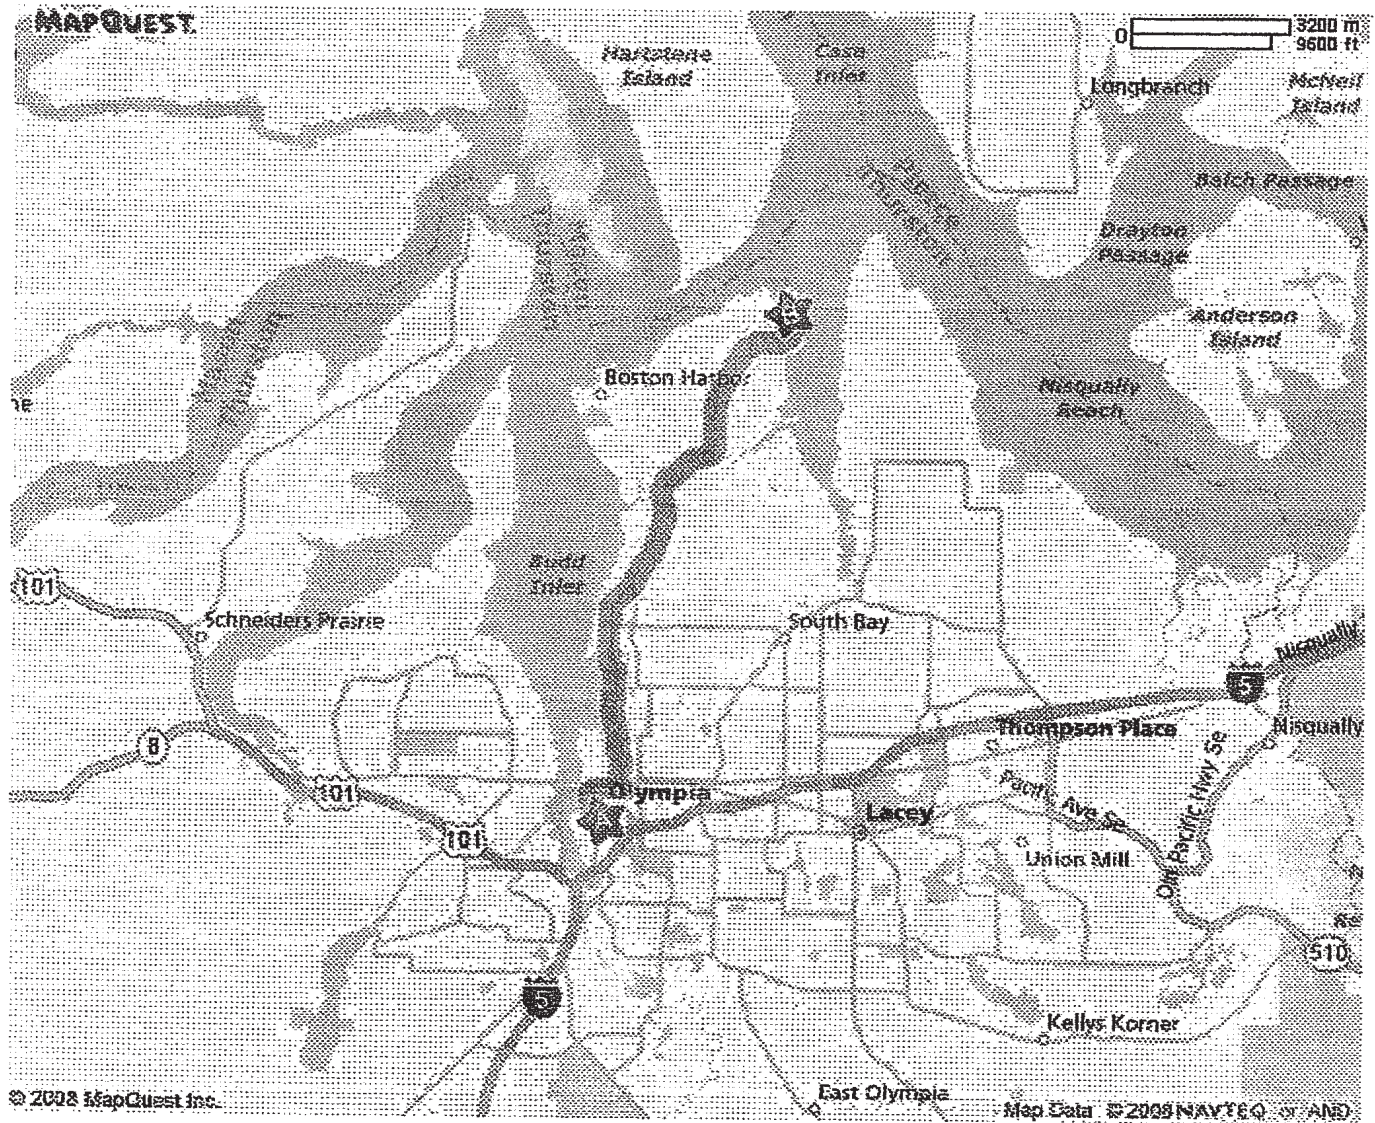 MAPQUEST.
0
3200 m
9600 ft
Hartstene
Island
Case
Inlet
Longbranch
McNeil
Island
Balch Passage
Drayton
Passage
Anderson
Island
Boston Harbor
Nisqually
Reach
ne
Budd
Inlet
101
Schneiders Prairie
South Bay
Nisqually
5
Thompson Place
Nisqually
8
101
Olympia
101
Lacey
Pacific Ave Se
Old Pacific Hwy Se
Union Mill
510
5
Kellys Korner
East Olympia
© 2008 MapQuest Inc.
Map Data © 2008 NAVTEQ or AND